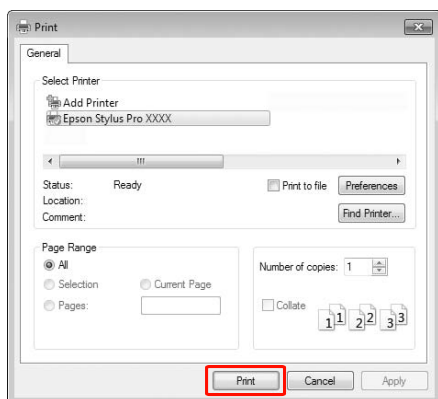 Print
General
Select Printer
Add Printer
Epson Stylus Pro XXXX
Status: Ready Print to file Preferences
Location:
Comment: Find Printer...
Page Range
All Number of copies: 1
Selection Current Page
Pages: Collate
1 1 2 2 3 3
Print Cancel Apply